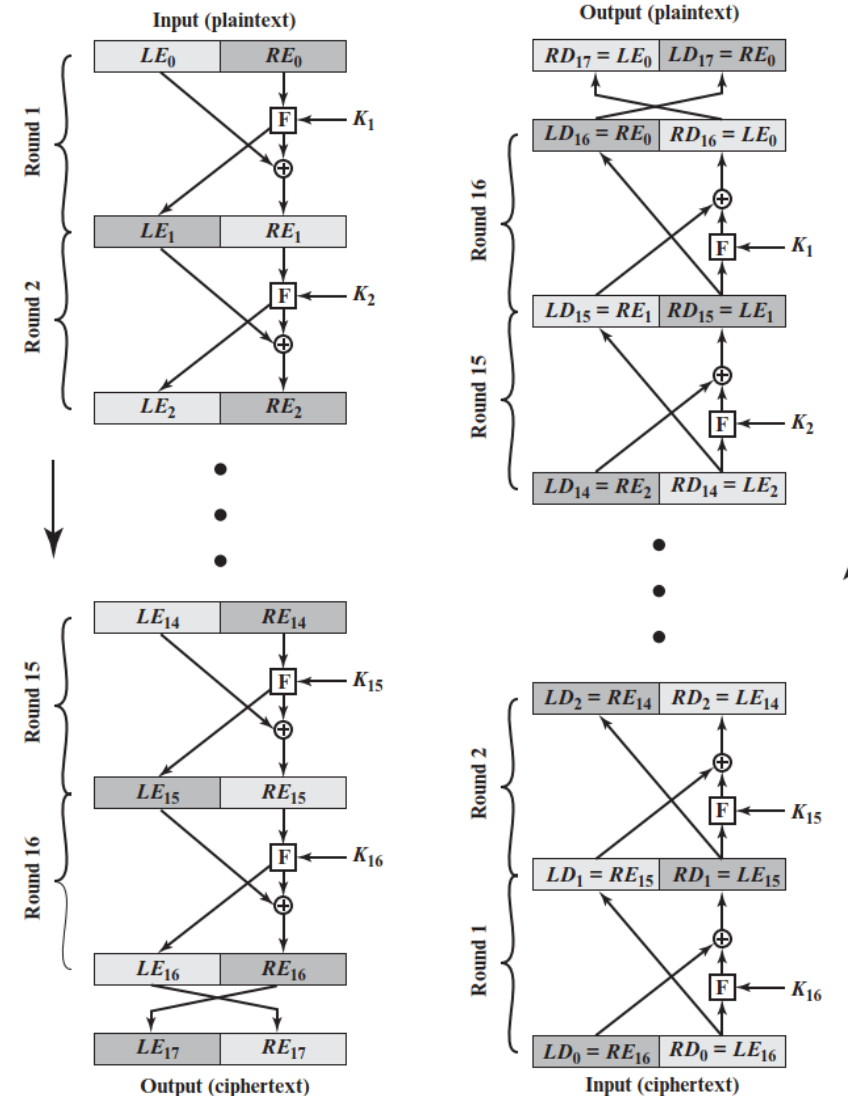 Input (plaintext)
LE₀ RE₀
Round 1
F K₁
LE₁ RE₁
Round 2
F K₂
LE₂ RE₂
LE₁₄ RE₁₄
Round 15
F K₁₅
LE₁₅ RE₁₅
Round 16
F K₁₆
LE₁₆ RE₁₆
LE₁₇ RE₁₇
Output (ciphertext)
Output (plaintext)
RD₁₇ = LE₀ LD₁₇ = RE₀
LD₁₆ = RE₀ RD₁₆ = LE₀
Round 16
F K₁
LD₁₅ = RE₁ RD₁₅ = LE₁
Round 15
F K₂
LD₁₄ = RE₂ RD₁₄ = LE₂
LD₂ = RE₁₄ RD₂ = LE₁₄
Round 2
F K₁₅
LD₁ = RE₁₅ RD₁ = LE₁₅
Round 1
F K₁₆
LD₀ = RE₁₆ RD₀ = LE₁₆
Input (ciphertext)